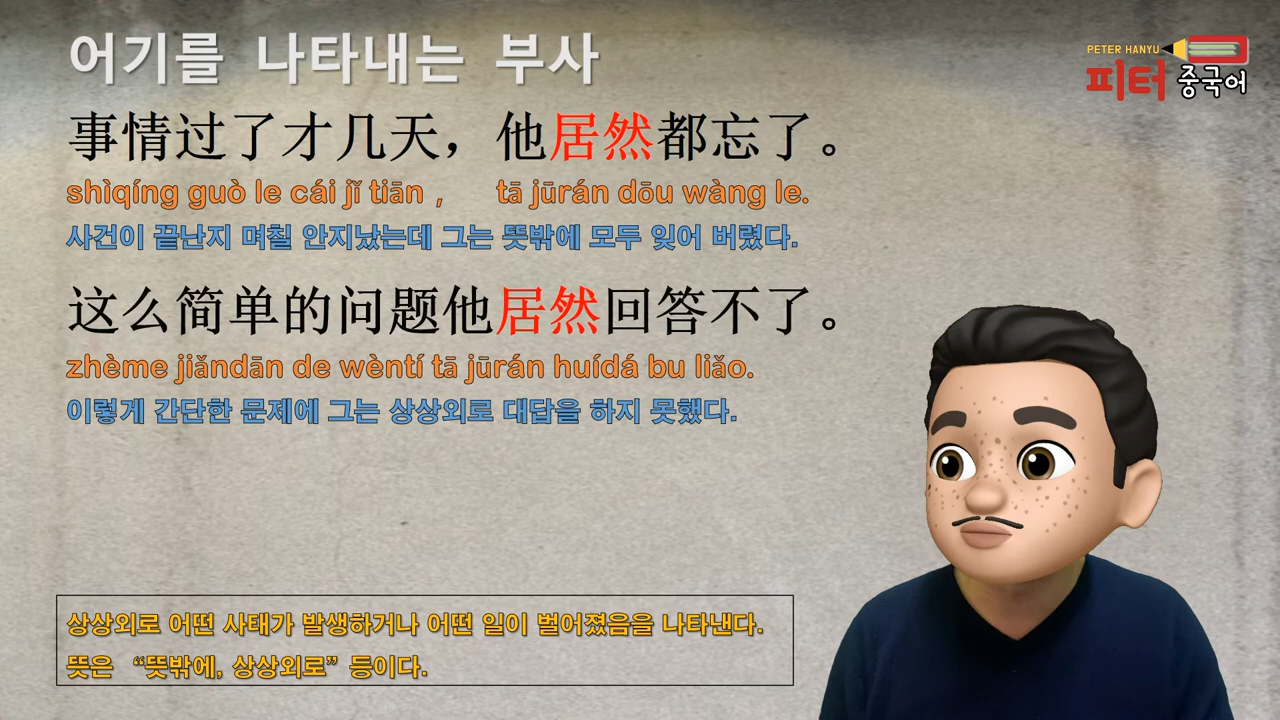 어기를 나타내는 부사
PETER HANYU
피터 중국어
事情过了才几天，他居然都忘了。
shìqíng guò le cái jǐ tiān， tā jūrán dōu wàng le.
사건이 끝난지 며칠 안지났는데 그는 뜻밖에 모두 잊어 버렸다.
这么简单的问题他居然回答不了。
zhème jiǎndān de wèntí tā jūrán huídá bu liǎo.
이렇게 간단한 문제에 그는 상상외로 대답을 하지 못했다.
상상외로 어떤 사태가 발생하거나 어떤 일이 벌어졌음을 나타낸다.
뜻은 “뜻밖에, 상상외로” 등이다.